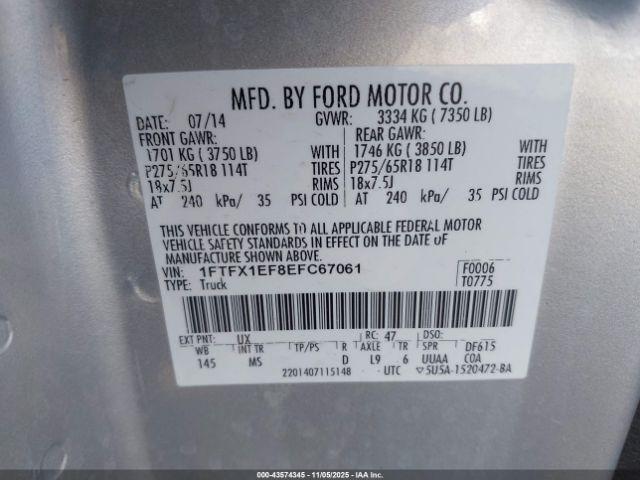 MFD. BY FORD MOTOR CO.
DATE: 07/14 GVWR: 3334 KG ( 7350 LB)
FRONT GAWR: REAR GAWR:
1701 KG ( 3750 LB) WITH 1746 KG ( 3850 LB) WITH
P275/65R18 114T TIRES P275/65R18 114T TIRES
18x7.5J RIMS 18x7.5J RIMS
AT 240 kPa/ 35 PSI COLD AT 240 kPa/ 35 PSI COLD
THIS VEHICLE CONFORMS TO ALL APPLICABLE FEDERAL MOTOR
VEHICLE SAFETY STANDARDS IN EFFECT ON THE DATE OF
MANUFACTURE SHOWN ABOVE.
VIN: 1FTFX1EF8EFC67061 F0006
TYPE: Truck T0775
EXT PNT: UX RC: 47 DSO:
WB INT TR TP/PS R AXLE TR SPR DF615
145 MS D L9 6 UUAA COA
2201407115148 UTC ▽5U5A-1520472-BA
000-43574345 - 11/05/2025 - IAAI.CA